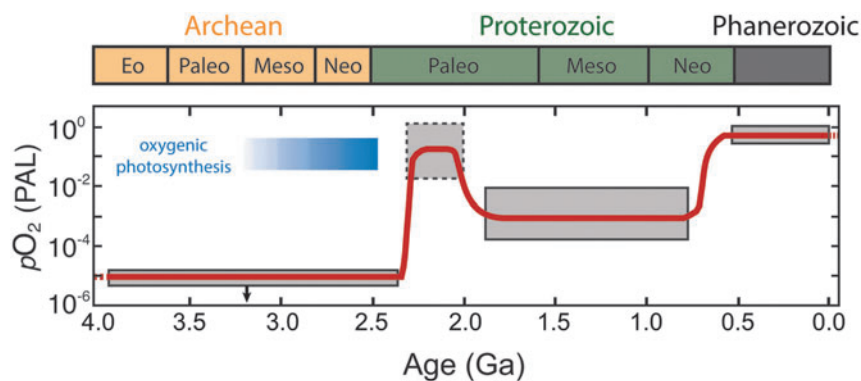 Archean Proterozoic Phanerozoic
Eo Paleo Meso Neo Paleo Meso Neo
oxygenic
photosynthesis
pO₂ (PAL)
10⁰
10⁻²
10⁻⁴
10⁻⁶
4.0 3.5 3.0 2.5 2.0 1.5 1.0 0.5 0.0
Age (Ga)